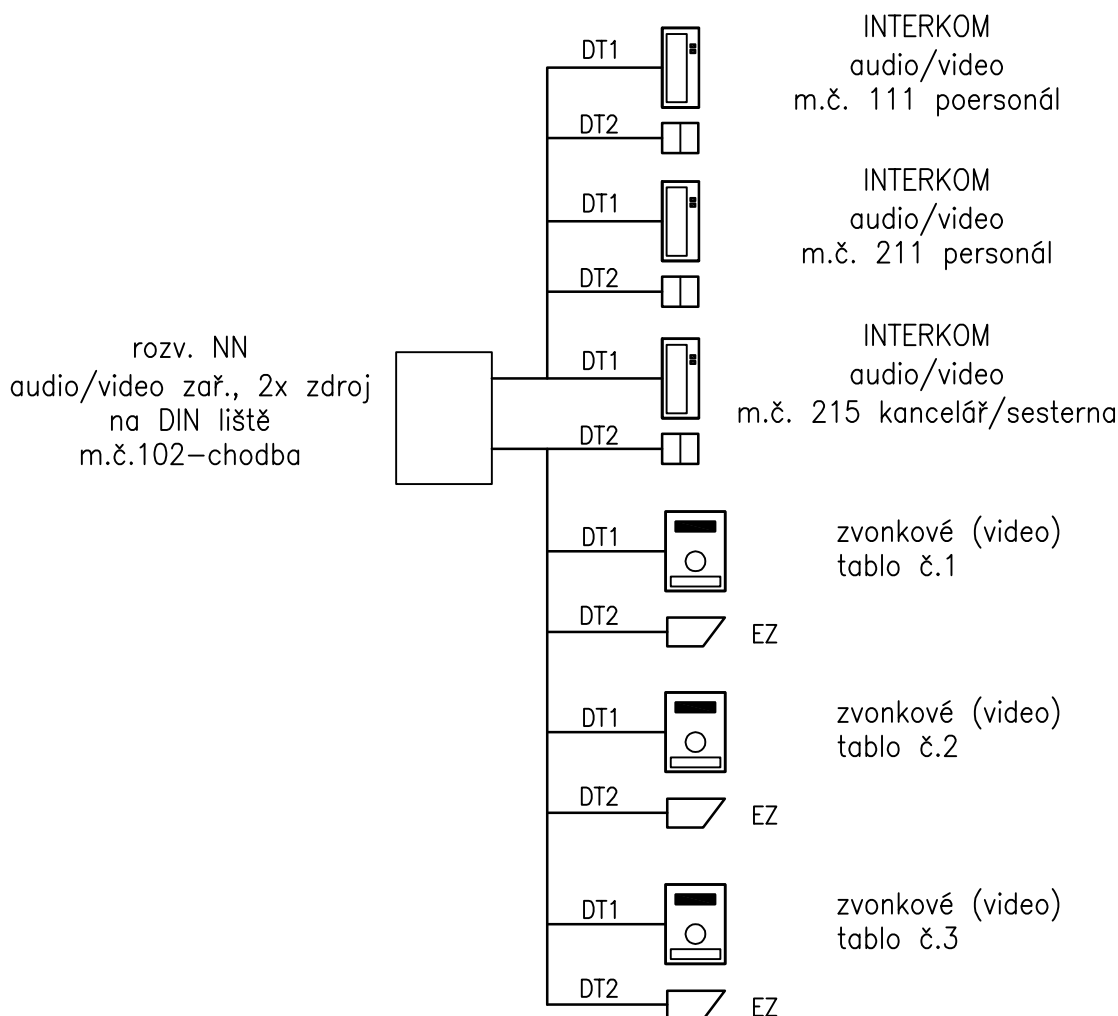 INTERKOM
audio/video
m.č. 111 poersonál
DT1
DT2
INTERKOM
audio/video
m.č. 211 personál
DT1
DT2
rozv. NN
audio/video zař., 2x zdroj
na DIN liště
m.č.102-chodba
INTERKOM
audio/video
m.č. 215 kancelář/sesterna
DT1
DT2
DT1
zvonkové (video)
tablo č.1
DT2
EZ
DT1
zvonkové (video)
tablo č.2
DT2
EZ
DT1
zvonkové (video)
tablo č.3
DT2
EZ